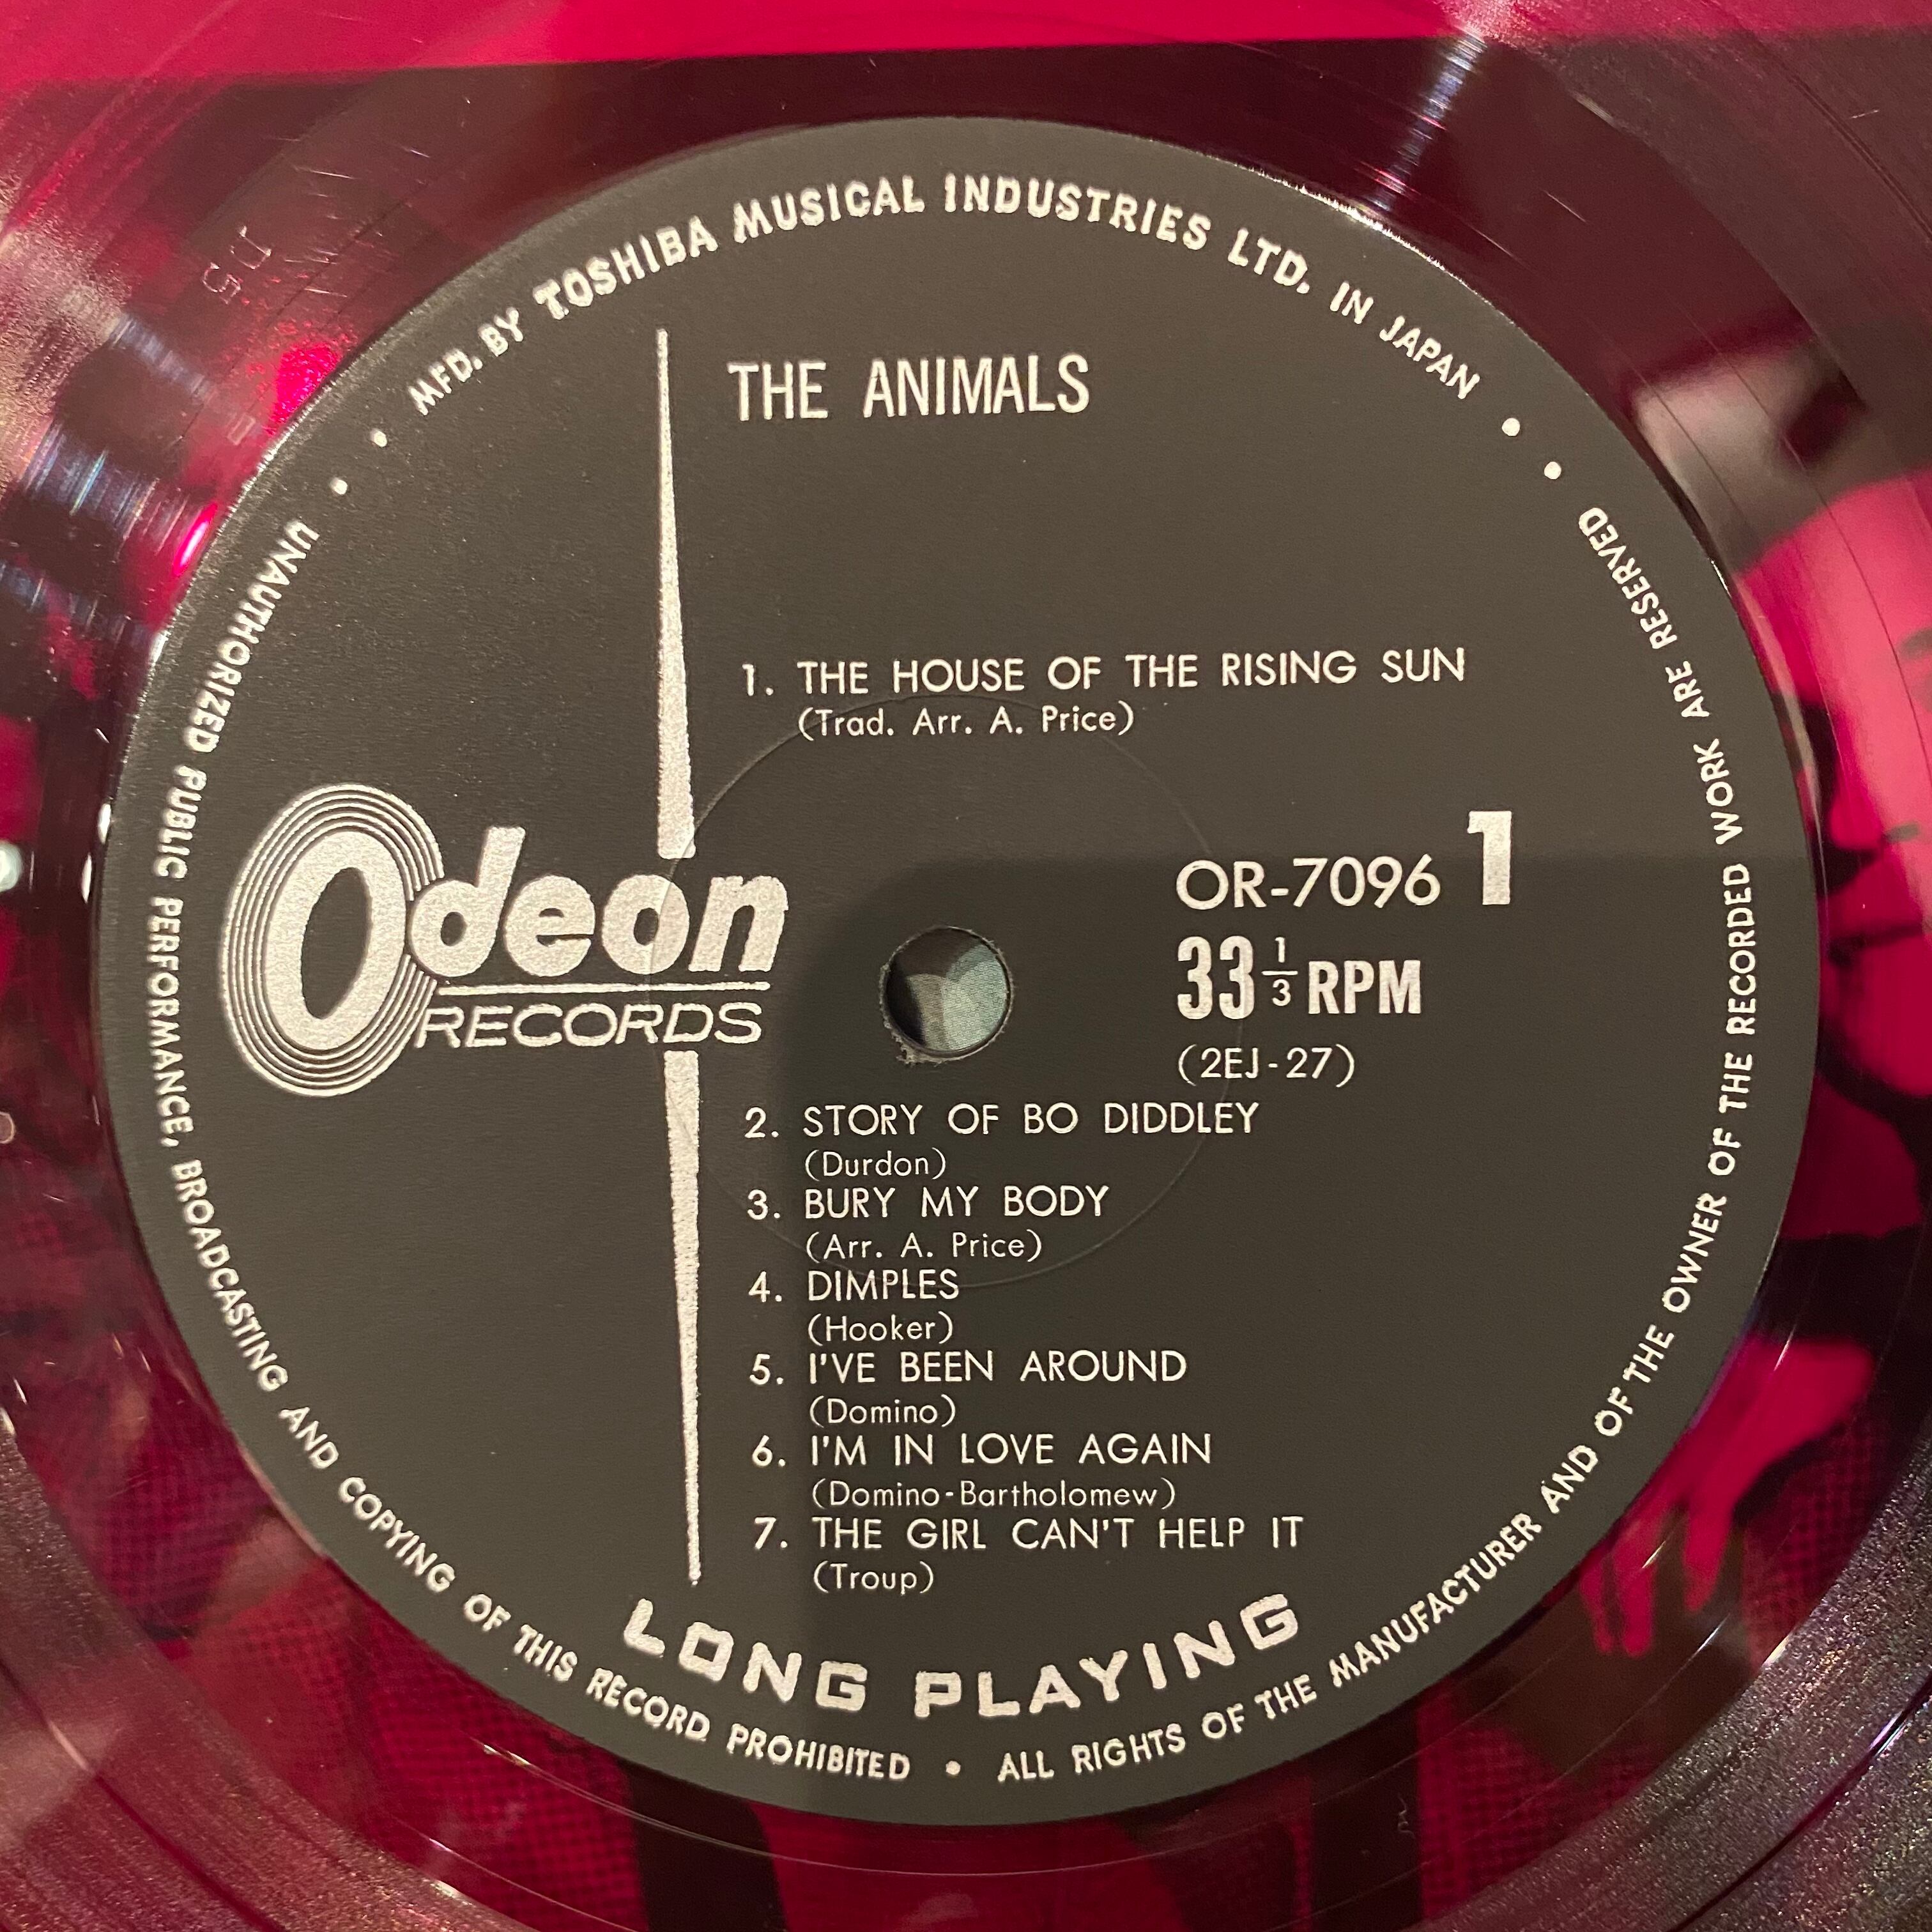 MFD. BY TOSHIBA MUSICAL INDUSTRIES LTD. IN JAPAN
THE ANIMALS
1. THE HOUSE OF THE RISING SUN
(Trad. Arr. A. Price)
Odeon
RECORDS
OR-7096 1
33 1/3 RPM
(2EJ-27)
2. STORY OF BO DIDDLEY
(Durdon)
3. BURY MY BODY
(Arr. A. Price)
4. DIMPLES
(Hooker)
5. I'VE BEEN AROUND
(Domino)
6. I'M IN LOVE AGAIN
(Domino-Bartholomew)
7. THE GIRL CAN'T HELP IT
(Troup)
LONG PLAYING
UNAUTHORIZED PUBLIC PERFORMANCE, BROADCASTING AND COPYING OF THIS RECORD PROHIBITED • ALL RIGHTS OF THE MANUFACTURER AND OF THE OWNER OF THE RECORDED WORK ARE RESERVED